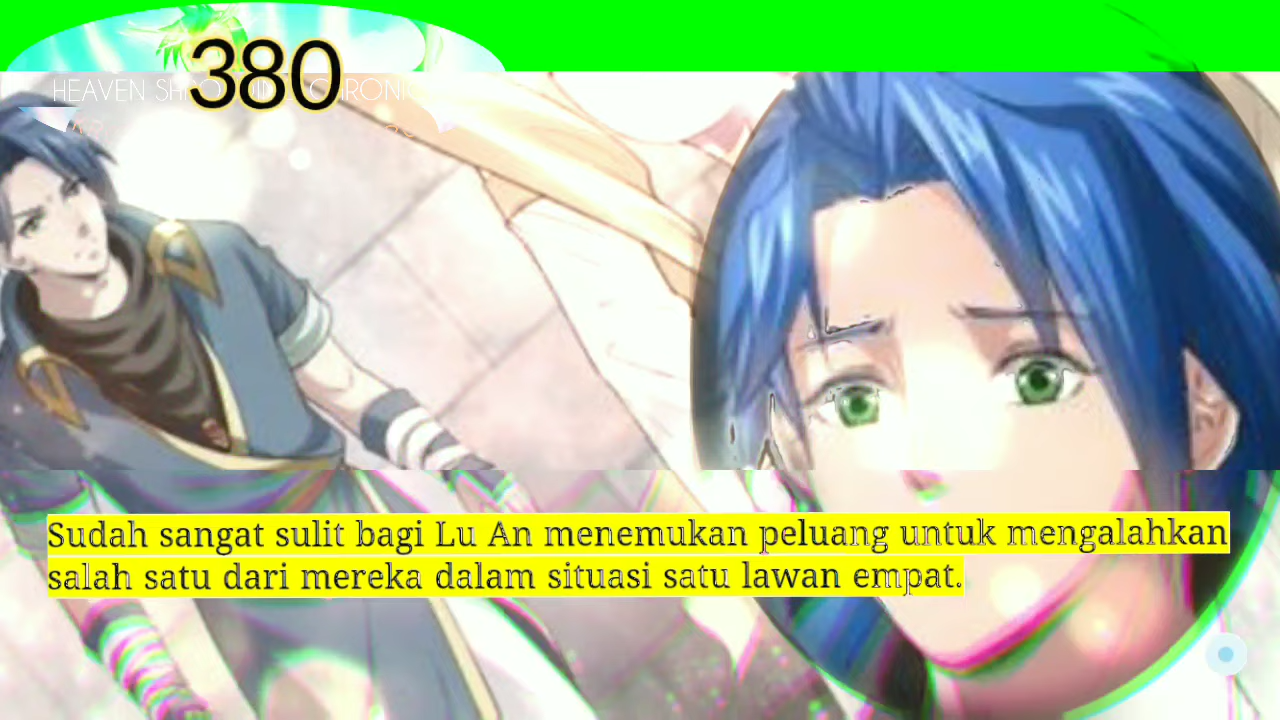 380
HEAVEN
Sudah sangat sulit bagi Lu An menemukan peluang untuk mengalahkan
salah satu dari mereka dalam situasi satu lawan empat.